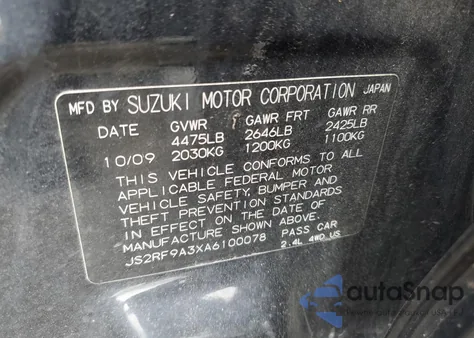 MFD BY SUZUKI MOTOR CORPORATION JAPAN
DATE GVWR GAWR FRT GAWR RR
4475LB 2646LB 2425LB
10/09 2030KG 1200KG 1100KG
THIS VEHICLE CONFORMS TO ALL
APPLICABLE FEDERAL MOTOR
VEHICLE SAFETY, BUMPER AND
THEFT PREVENTION STANDARDS
IN EFFECT ON THE DATE OF
MANUFACTURE SHOWN ABOVE.
JS2RF9A3XA6100078 PASS CAR
2.4L 4WD.US
autoSnap